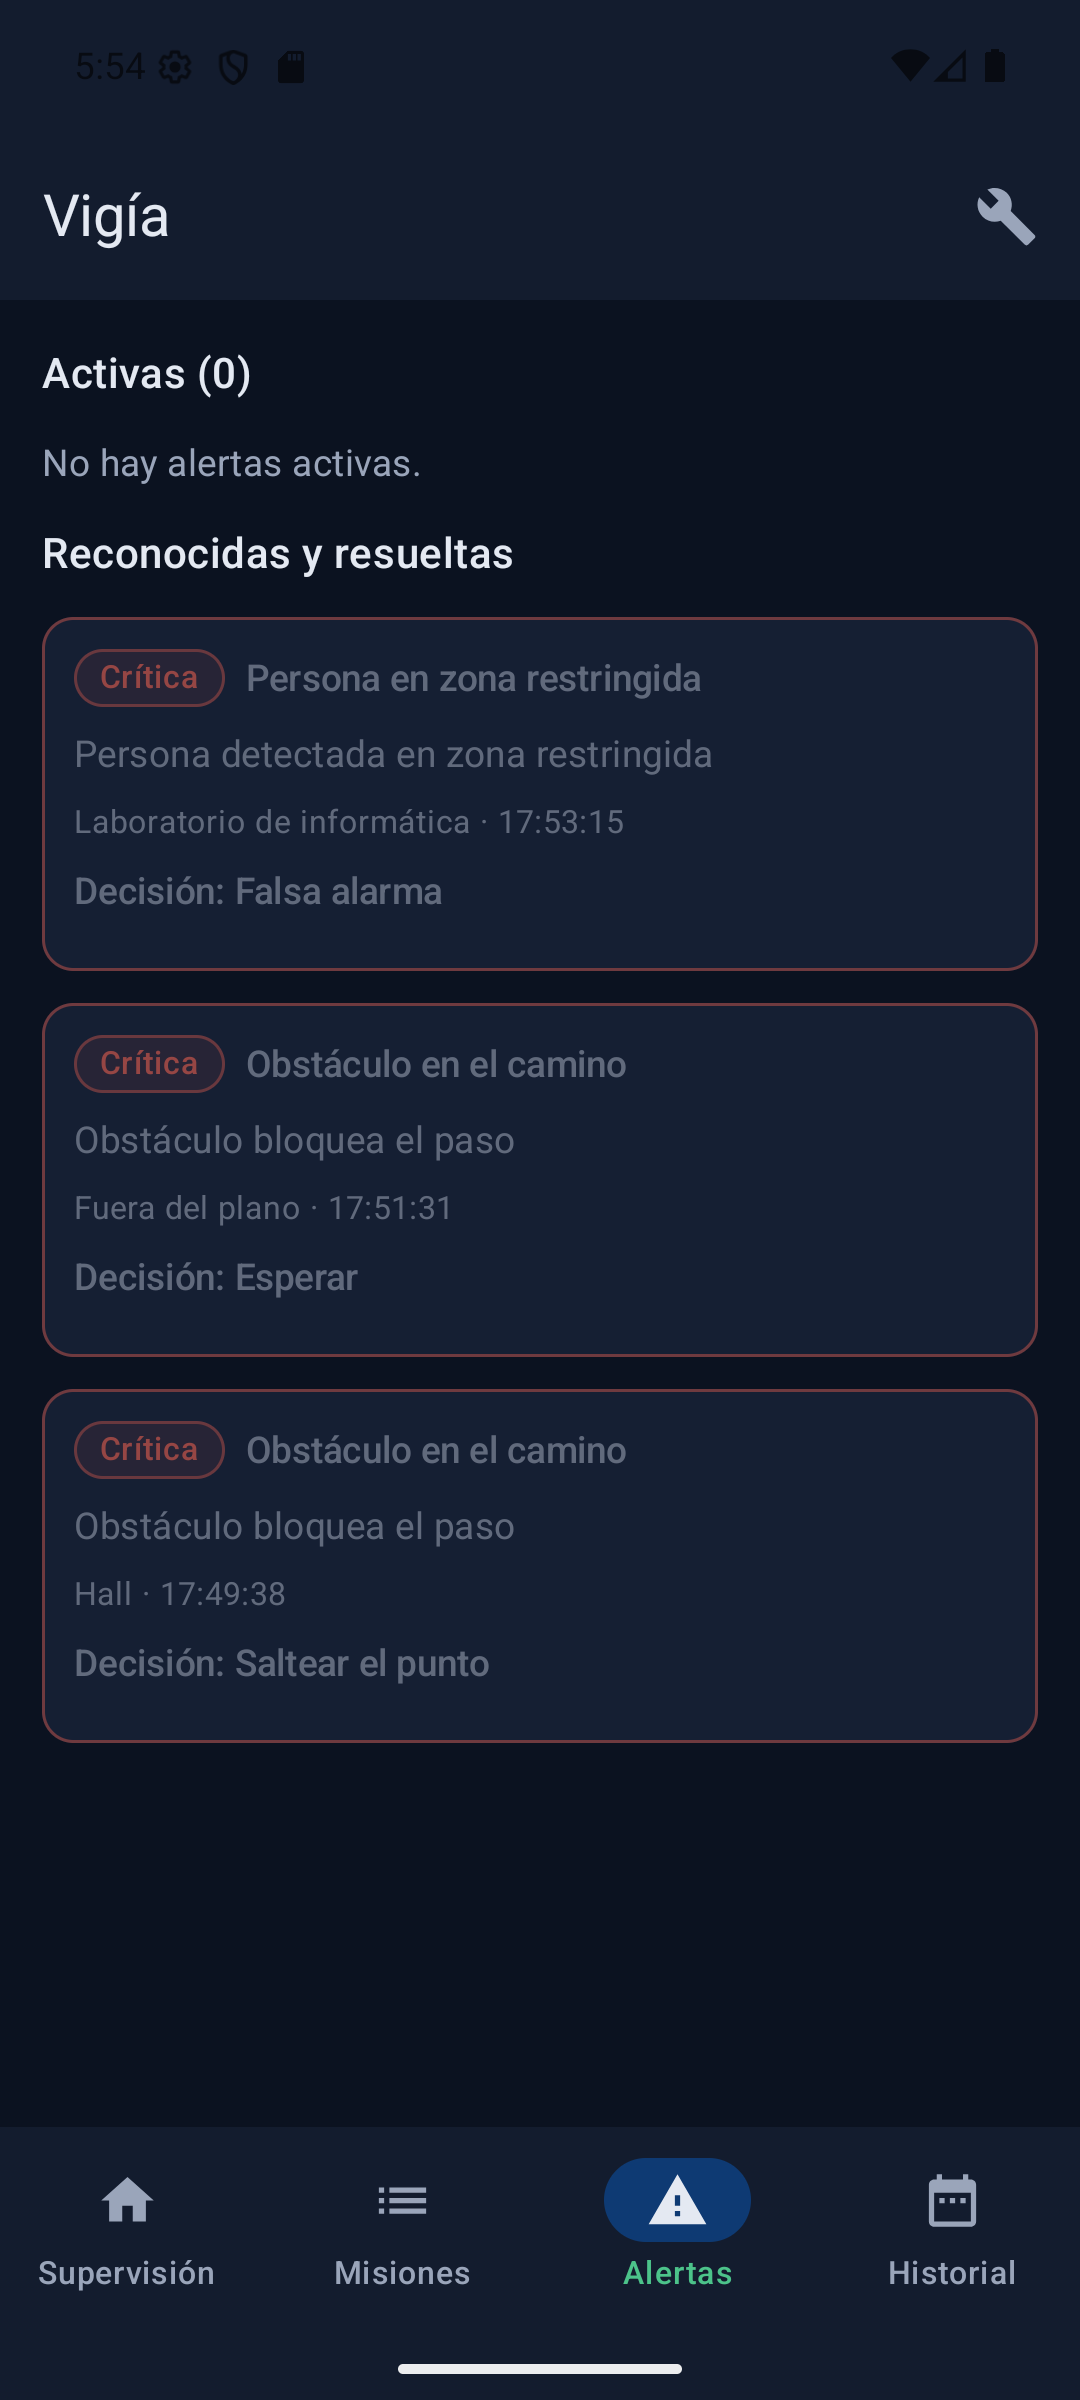 5:54
Vigía
Activas (0)
No hay alertas activas.
Reconocidas y resueltas
Crítica Persona en zona restringida
Persona detectada en zona restringida
Laboratorio de informática · 17:53:15
Decisión: Falsa alarma
Crítica Obstáculo en el camino
Obstáculo bloquea el paso
Fuera del plano · 17:51:31
Decisión: Esperar
Crítica Obstáculo en el camino
Obstáculo bloquea el paso
Hall · 17:49:38
Decisión: Saltear el punto
Supervisión Misiones Alertas Historial